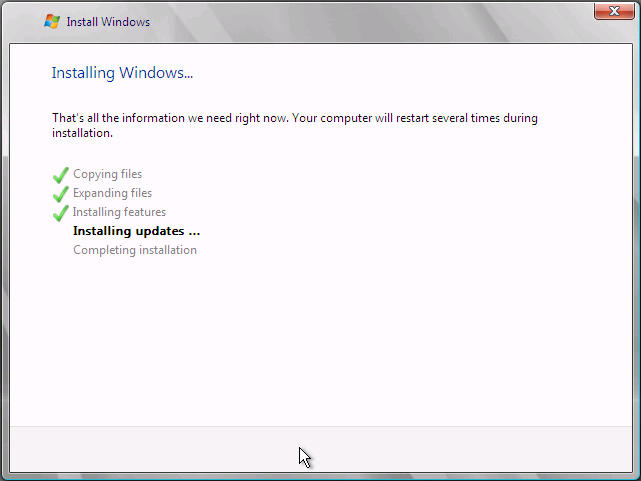 Install Windows
Installing Windows...
That's all the information we need right now. Your computer will restart several times during
installation.
Copying files
Expanding files
Installing features
Installing updates ...
Completing installation